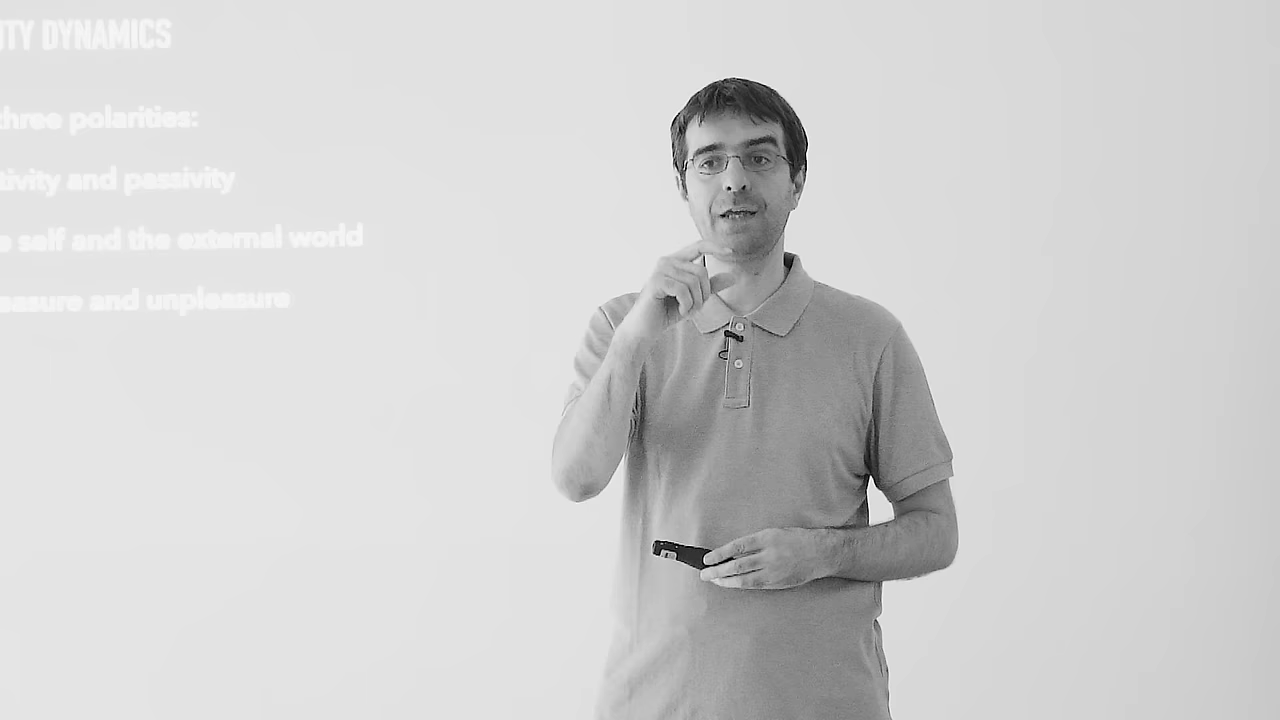 ITY DYNAMICS
three polarities:
tivity and passivity
e self and the external world
easure and unpleasure